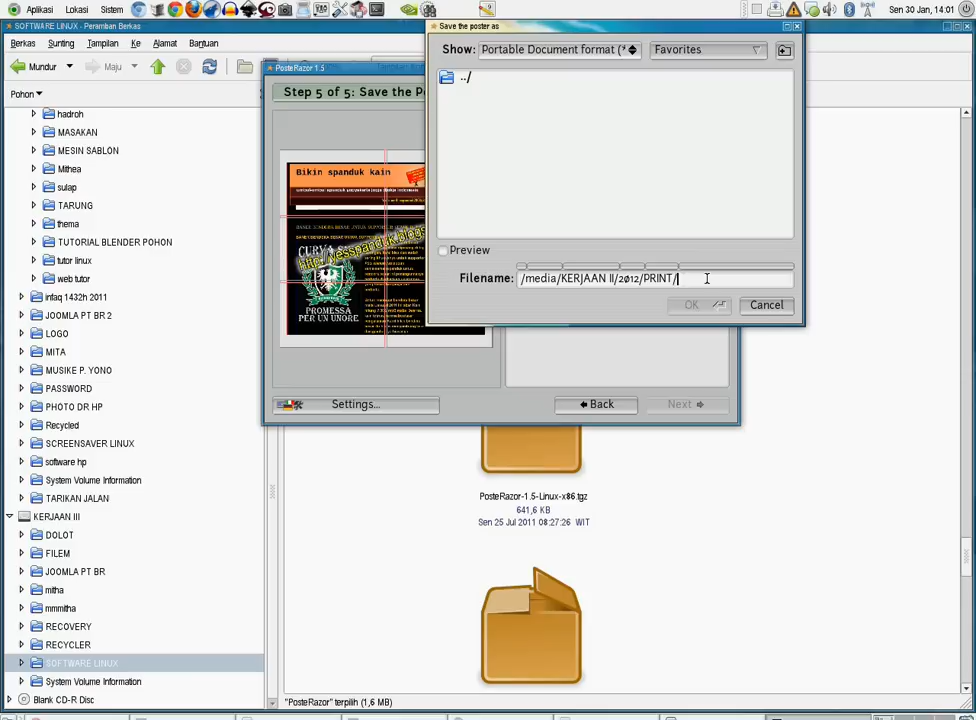 Aplikasi Lokasi Sistem
Sen 30 Jan, 14:01
SOFTWARE LINUX - Peramban Berkas
Berkas Sunting Tampilan Ke Alamat Bantuan
Mundur Maju
Pohon
hadroh
MASAKAN
MESIN SABLON
Mithea
sulap
TARUNG
thema
TUTORIAL BLENDER POHON
tutor linux
web tutor
infaq 1432h 2011
JOOMLA PT BR 2
LOGO
MITA
MUSIKE P. YONO
PASSWORD
PHOTO DR HP
Recycled
SCREENSAVER LINUX
software hp
System Volume Information
TARIKAN JALAN
KERJAAN III
DOLOT
FILEM
JOOMLA PT BR
mitha
mmmitha
RECOVERY
RECYCLER
SOFTWARE LINUX
System Volume Information
Blank CD-R Disc
PosteRazor 1.5
Step 5 of 5: Save the Po
Bikin spanduk kain
http://yesspanduk.blogs
CURVA
PROMESSA
PER UN UNORE
Settings...
Back
Next
Save the poster as
Show: Portable Document format (* Favorites
../
Preview
Filename: /media/KERJAAN II/2012/PRINT/
OK Cancel
PosteRazor-1.5-Linux-x86.tgz
641,6 KB
Sen 25 Jul 2011 08:27:26 WIT
"PosteRazor" terpilih (1,6 MB)